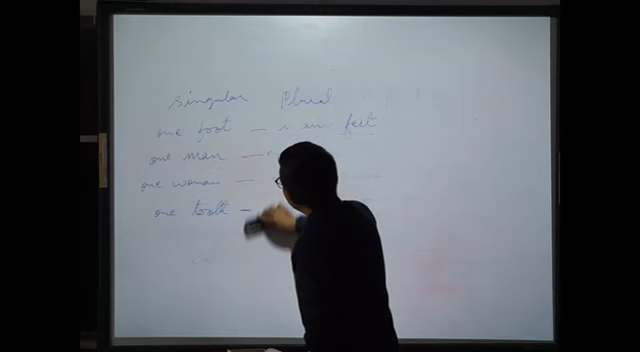 singular Plural
one foot — feet
one man —
one woman —
one tooth —